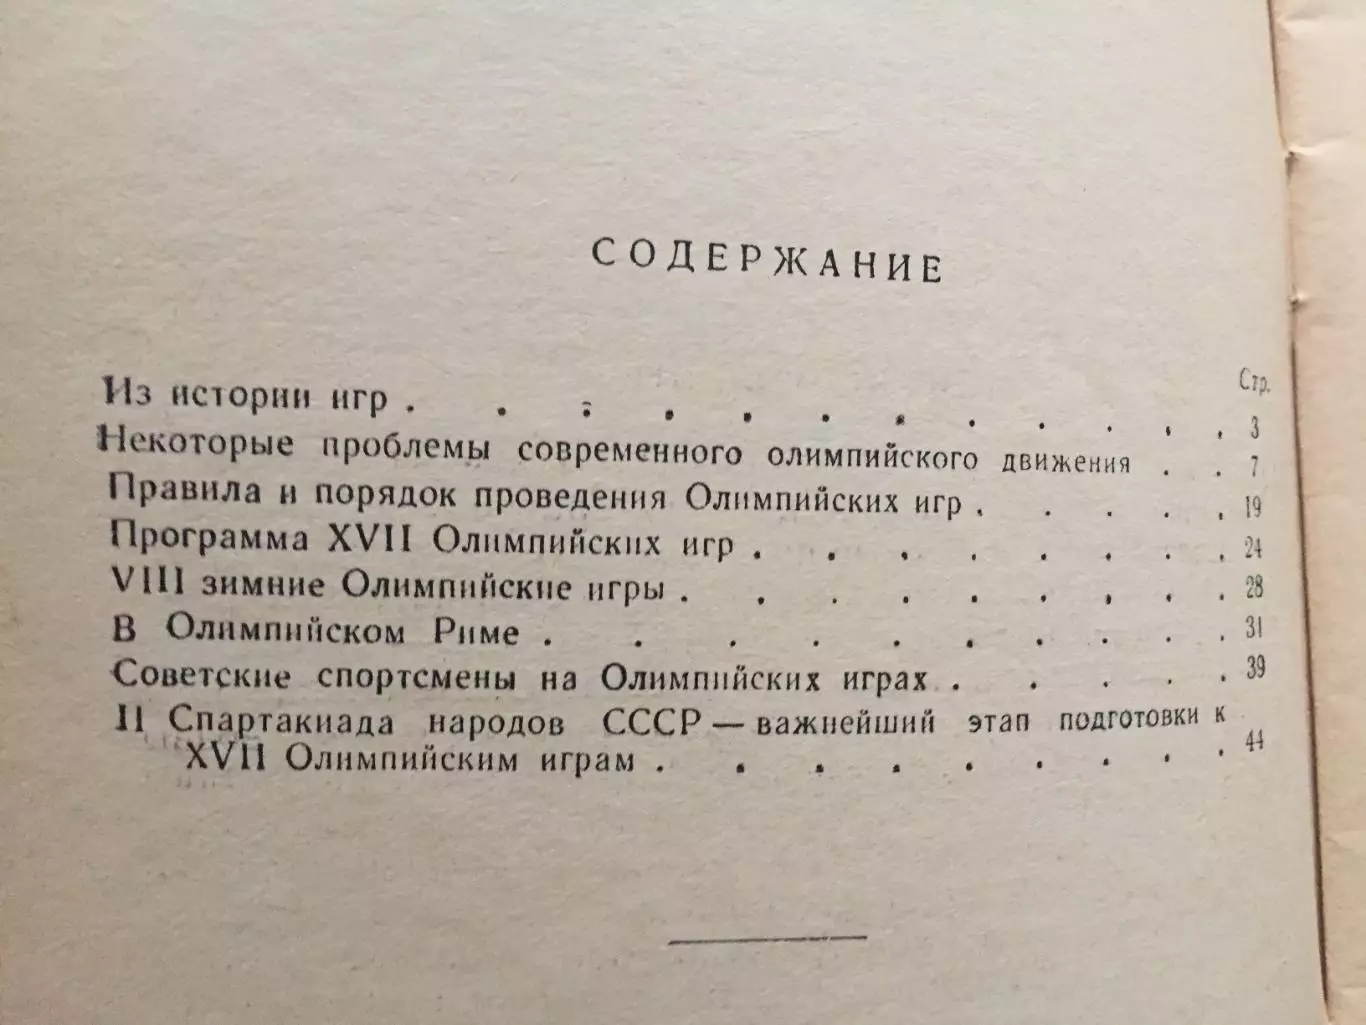 СОДЕРЖАНИЕ
Стр.
Из истории игр . . . . . . . . . . . . 3
Некоторые проблемы современного олимпийского движения . . 7
Правила и порядок проведения Олимпийских игр . . . . . 19
Программа XVII Олимпийских игр . . . . . . . . 24
VIII зимние Олимпийские игры . . . . . . . . . 28
В Олимпийском Риме . . . . . . . . . . 31
Советские спортсмены на Олимпийских играх . . . . . 39
II Спартакиада народов СССР — важнейший этап подготовки к
XVII Олимпийским играм . . . . . . . . . 44